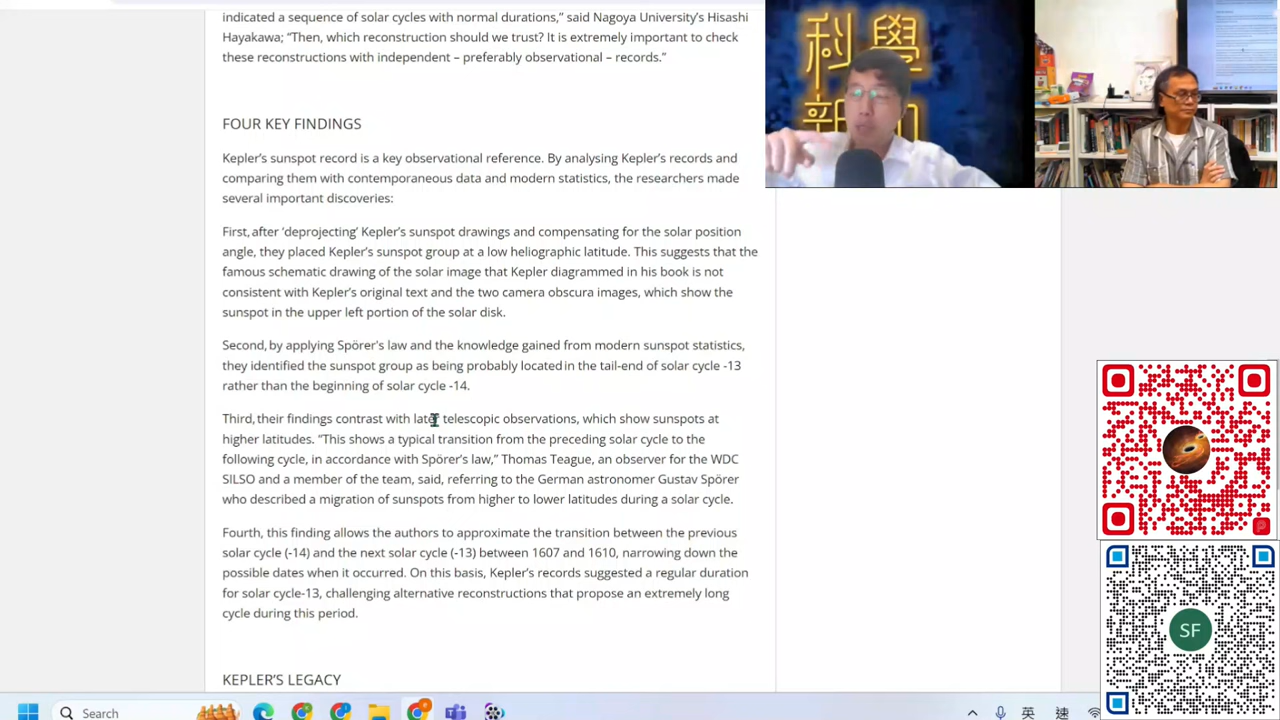 indicated a sequence of solar cycles with normal durations,” said Nagoya University’s Hisashi
Hayakawa; “Then, which reconstruction should we trust? It is extremely important to check
these reconstructions with independent – preferably observational – records.”
FOUR KEY FINDINGS
Kepler’s sunspot record is a key observational reference. By analysing Kepler’s records and
comparing them with contemporaneous data and modern statistics, the researchers made
several important discoveries:
First, after ‘deprojecting’ Kepler’s sunspot drawings and compensating for the solar position
angle, they placed Kepler’s sunspot group at a low heliographic latitude. This suggests that the
famous schematic drawing of the solar image that Kepler diagrammed in his book is not
consistent with Kepler’s original text and the two camera obscura images, which show the
sunspot in the upper left portion of the solar disk.
Second, by applying Spörer’s law and the knowledge gained from modern sunspot statistics,
they identified the sunspot group as being probably located in the tail-end of solar cycle -13
rather than the beginning of solar cycle -14.
Third, their findings contrast with later telescopic observations, which show sunspots at
higher latitudes. “This shows a typical transition from the preceding solar cycle to the
following cycle, in accordance with Spörer’s law,” Thomas Teague, an observer for the WDC
SILSO and a member of the team, said, referring to the German astronomer Gustav Spörer
who described a migration of sunspots from higher to lower latitudes during a solar cycle.
Fourth, this finding allows the authors to approximate the transition between the previous
solar cycle (-14) and the next solar cycle (-13) between 1607 and 1610, narrowing down the
possible dates when it occurred. On this basis, Kepler’s records suggested a regular duration
for solar cycle-13, challenging alternative reconstructions that propose an extremely long
cycle during this period.
KEPLER’S LEGACY
科學
SF
Search
英
速